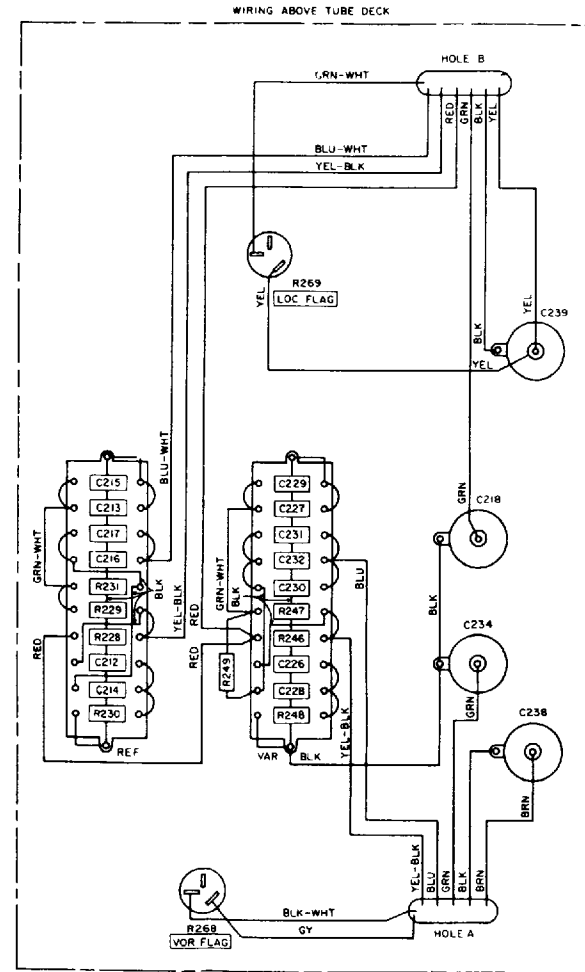 WIRING ABOVE TUBE DECK
HOLE B
GRN-WHT
RED
GRN
BLK
YEL
BLU-WHT
YEL-BLK
R269
LOC FLAG
YEL
C239
YEL
BLK
YEL
BLU-WHT
GRN
C215
C229
C213
C227
C218
C217
C231
C216
C232
GRN-WHT
R231
BLK
YEL-BLK
RED
GRN-WHT
BLK
C230
BLU
R229
R247
BLK
C234
RED
R228
RED
R246
C212
R249
C226
C214
C228
GRN
R230
R248
YEL-BLK
C238
REF
VAR
BLK
BRN
YEL-BLK
BLU
GRN
BLK
BRN
BLK-WHT
R268
VOR FLAG
GY
HOLE A